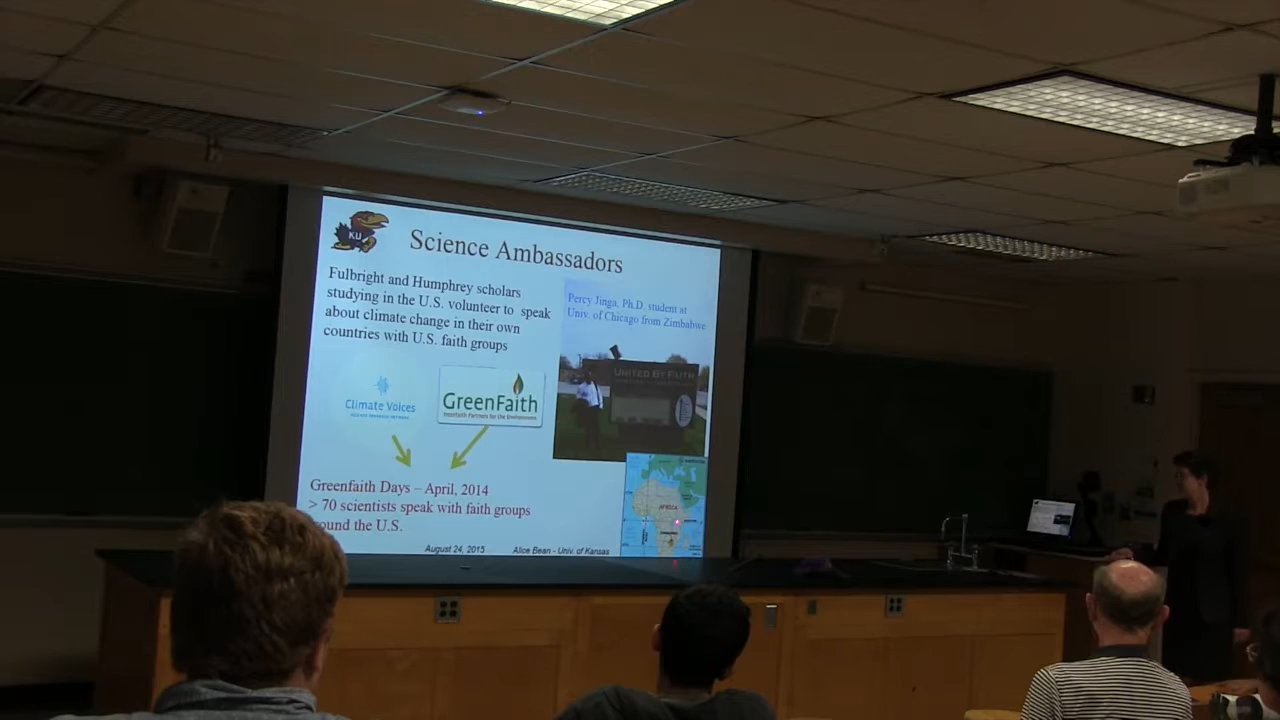 KU
Science Ambassadors
Fulbright and Humphrey scholars
studying in the U.S. volunteer to speak
about climate change in their own
countries with U.S. faith groups
Percy Jinga, Ph.D. student at
Univ. of Chicago from Zimbabwe
UNITED BY FAITH
Climate Voices
GreenFaith
Interfaith Partners for the Environment
Greenfaith Days – April, 2014
> 70 scientists speak with faith groups
around the U.S.
AFRICA
August 24, 2015
Alice Bean - Univ. of Kansas